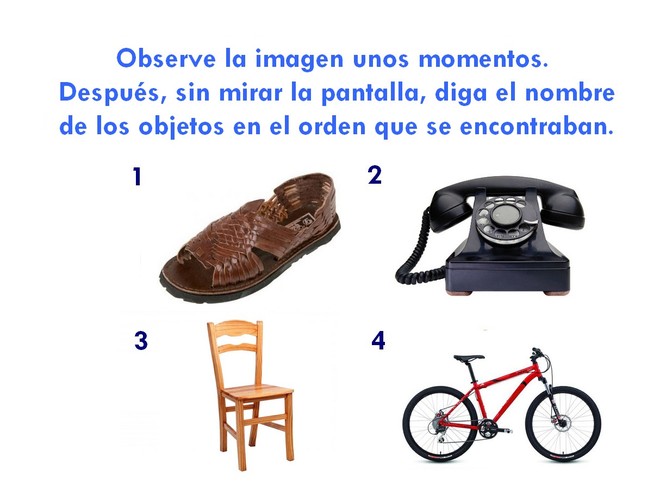 Observe la imagen unos momentos.
Después, sin mirar la pantalla, diga el nombre
de los objetos en el orden que se encontraban.
1
2
3
4